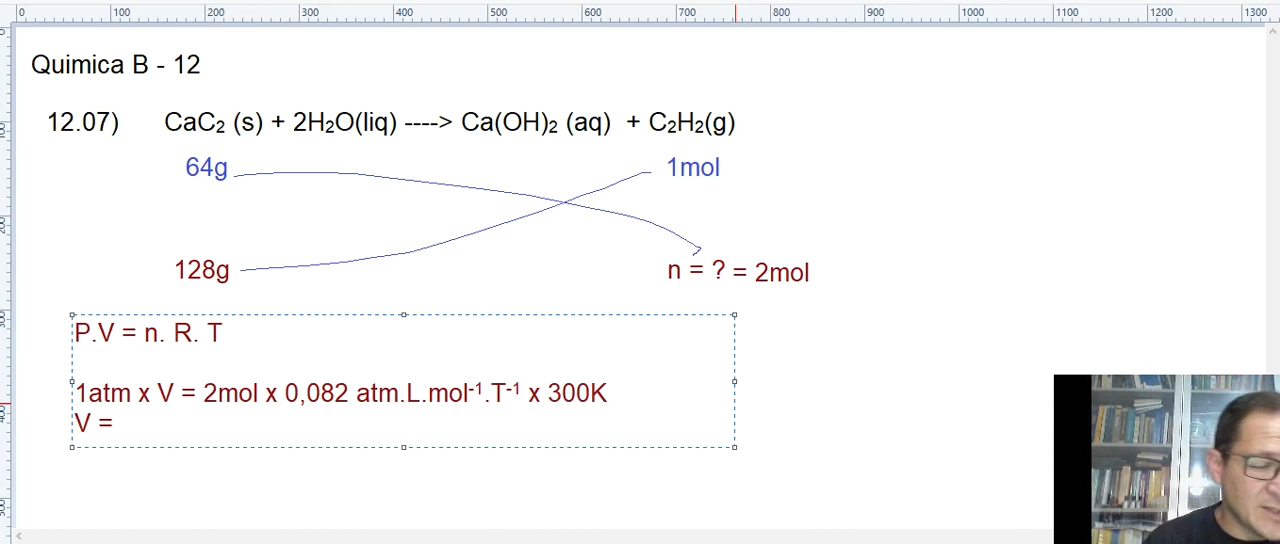 0 100 200 300 400 500 600 700 800 900 1000 1100 1200 1300
Quimica B - 12
12.07) CaC₂ (s) + 2H₂O(liq) ----> Ca(OH)₂ (aq) + C₂H₂(g)
64g 1mol
128g n = ? = 2mol
P.V = n. R. T
1atm x V = 2mol x 0,082 atm.L.mol⁻¹.T⁻¹ x 300K
V =